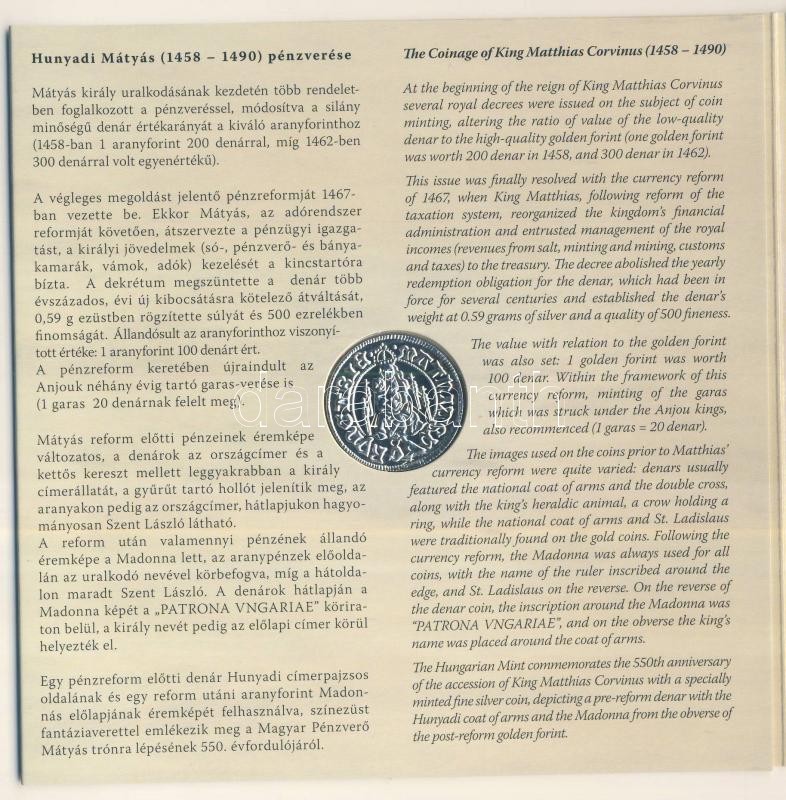 Hunyadi Mátyás (1458 – 1490) pénzverése
Mátyás király uralkodásának kezdetén több rendelet-
ben foglalkozott a pénzveréssel, módosítva a silány
minőségű denár értékarányát a kiváló aranyforinthoz
(1458-ban 1 aranyforint 200 denárral, míg 1462-ben
300 denárral volt egyenértékű).
A végleges megoldást jelentő pénzreformját 1467-
ban vezette be. Ekkor Mátyás, az adórendszer
reformját követően, átszervezte a pénzügyi igazga-
tást, a királyi jövedelmek (só-, pénzverő- és bánya-
kamarák, vámok, adók) kezelését a kincstartóra
bízta. A dekrétum megszüntette a denár több
évszázados, évi új kibocsátásra kötelező átváltását,
0,59 g ezüstben rögzítette súlyát és 500 ezrelékben
finomságát. Állandósult az aranyforinthoz viszonyí-
tott értéke: 1 aranyforint 100 denárt ért.
A pénzreform keretében újraindult az
Anjouk néhány évig tartó garas-verése is
(1 garas 20 denárnak felelt meg).
Mátyás reform előtti pénzeinek éremképe
változatos, a denárok az országcímer és a
kettős kereszt mellett leggyakrabban a király
címerállatát, a gyűrűt tartó hollót jelenítik meg, az
aranyakon pedig az országcímer, hátlapjukon hagyo-
mányosan Szent László látható.
A reform után valamennyi pénzének állandó
éremképe a Madonna lett, az aranypénzek előolda-
lán az uralkodó nevével körbefogva, míg a hátolda-
lon maradt Szent László. A denárok hátlapján a
Madonna képét a „PATRONA VNGARIAE” körira-
ton belül, a király nevét pedig az előlapi címer körül
helyezték el.
Egy pénzreform előtti denár Hunyadi címerpajzsos
oldalának és egy reform utáni aranyforint Madon-
nás előlapjának éremképét felhasználva, színezüst
fantáziaverettel emlékezik meg a Magyar Pénzverő
Mátyás trónra lépésének 550. évfordulójáról.
The Coinage of King Matthias Corvinus (1458 – 1490)
At the beginning of the reign of King Matthias Corvinus
several royal decrees were issued on the subject of coin
minting, altering the ratio of value of the low-quality
denar to the high-quality golden forint (one golden forint
was worth 200 denar in 1458, and 300 denar in 1462).
This issue was finally resolved with the currency reform
of 1467, when King Matthias, following reform of the
taxation system, reorganized the kingdom's financial
administration and entrusted management of the royal
incomes (revenues from salt, minting and mining, customs
and taxes) to the treasury. The decree abolished the yearly
redemption obligation for the denar, which had been in
force for several centuries and established the denar's
weight at 0.59 grams of silver and a quality of 500 fineness.
The value with relation to the golden forint
was also set: 1 golden forint was worth
100 denar. Within the framework of this
currency reform, minting of the garas
which was struck under the Anjou kings,
also recommenced (1 garas = 20 denar).
The images used on the coins prior to Matthias'
currency reform were quite varied: denars usually
featured the national coat of arms and the double cross,
along with the king's heraldic animal, a crow holding a
ring, while the national coat of arms and St. Ladislaus
were traditionally found on the gold coins. Following the
currency reform, the Madonna was always used for all
coins, with the name of the ruler inscribed around the
edge, and St. Ladislaus on the reverse. On the reverse of
the denar coin, the inscription around the Madonna was
“PATRONA VNGARIAE”, and on the obverse the king's
name was placed around the coat of arms.
The Hungarian Mint commemorates the 550th anniversary
of the accession of King Matthias Corvinus with a specially
minted fine silver coin, depicting a pre-reform denar with the
Hunyadi coat of arms and the Madonna from the obverse of
the post-reform golden forint.